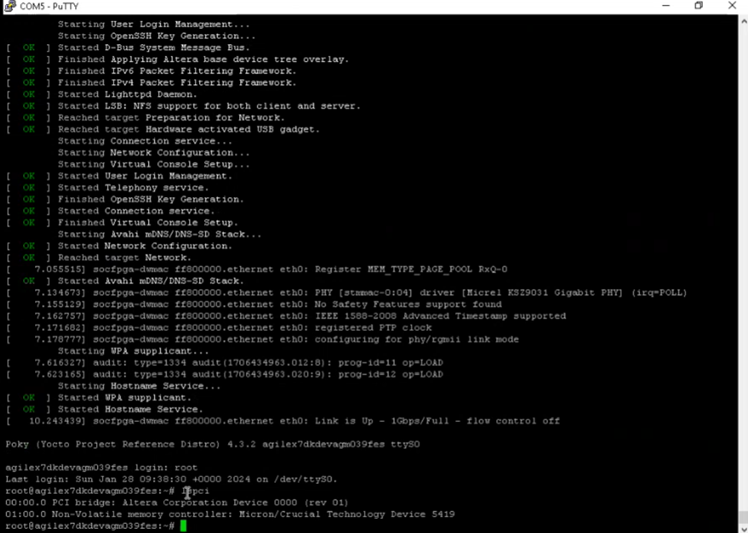 COM5 - PuTTY
Starting User Login Management...
Starting OpenSSH Key Generation...
[ OK ] Started D-Bus System Message Bus.
[ OK ] Finished Applying Altera base device tree overlay.
[ OK ] Finished IPv6 Packet Filtering Framework.
[ OK ] Finished IPv4 Packet Filtering Framework.
[ OK ] Started Lighttpd Daemon.
[ OK ] Started LSB: NFS support for both client and server.
[ OK ] Reached target Preparation for Network.
[ OK ] Reached target Hardware activated USB gadget.
Starting Connection service...
Starting Network Configuration...
Starting Virtual Console Setup...
[ OK ] Started User Login Management.
[ OK ] Started Telephony service.
[ OK ] Finished OpenSSH Key Generation.
[ OK ] Started Connection service.
[ OK ] Finished Virtual Console Setup.
Starting Avahi mDNS/DNS-SD Stack...
[ OK ] Started Network Configuration.
[ OK ] Reached target Network.
[ 7.055515] socfpga-dwmac ff800000.ethernet eth0: Register MEM_TYPE_PAGE_POOL RxQ-0
[ OK ] Started Avahi mDNS/DNS-SD Stack.
[ 7.134673] socfpga-dwmac ff800000.ethernet eth0: PHY [stmmac-0:04] driver [Micrel KSZ9031 Gigabit PHY] (irq=POLL)
[ 7.155129] socfpga-dwmac ff800000.ethernet eth0: No Safety Features support found
[ 7.162757] socfpga-dwmac ff800000.ethernet eth0: IEEE 1588-2008 Advanced Timestamp supported
[ 7.171682] socfpga-dwmac ff800000.ethernet eth0: registered PTP clock
[ 7.178777] socfpga-dwmac ff800000.ethernet eth0: configuring for phy/rgmii link mode
Starting WPA supplicant...
[ 7.616327] audit: type=1334 audit(1706434963.012:8): prog-id=11 op=LOAD
[ 7.623165] audit: type=1334 audit(1706434963.020:9): prog-id=12 op=LOAD
Starting Hostname Service...
[ OK ] Started WPA supplicant.
[ OK ] Started Hostname Service.
[ 10.243439] socfpga-dwmac ff800000.ethernet eth0: Link is Up - 1Gbps/Full - flow control off
Poky (Yocto Project Reference Distro) 4.3.2 agilex7dkdevagm039fes ttyS0
agilex7dkdevagm039fes login: root
Last login: Sun Jan 28 09:38:30 +0000 2024 on /dev/ttyS0.
root@agilex7dkdevagm039fes:~# lspci
00:00.0 PCI bridge: Altera Corporation Device 0000 (rev 01)
01:00.0 Non-Volatile memory controller: Micron/Crucial Technology Device 5419
root@agilex7dkdevagm039fes:~#